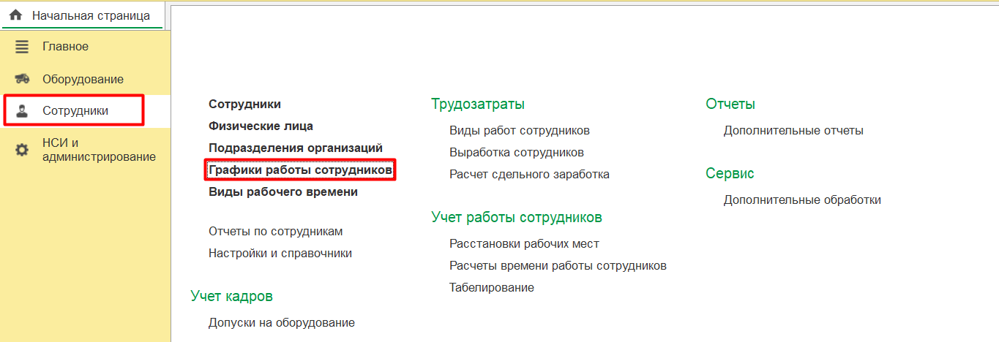 Начальная страница
Главное
Оборудование
Сотрудники
НСИ и
администрирование
Сотрудники
Физические лица
Подразделения организаций
Графики работы сотрудников
Виды рабочего времени
Отчеты по сотрудникам
Настройки и справочники
Учет кадров
Допуски на оборудование
Трудозатраты
Виды работ сотрудников
Выработка сотрудников
Расчет сдельного заработка
Учет работы сотрудников
Расстановки рабочих мест
Расчеты времени работы сотрудников
Табелирование
Отчеты
Дополнительные отчеты
Сервис
Дополнительные обработки